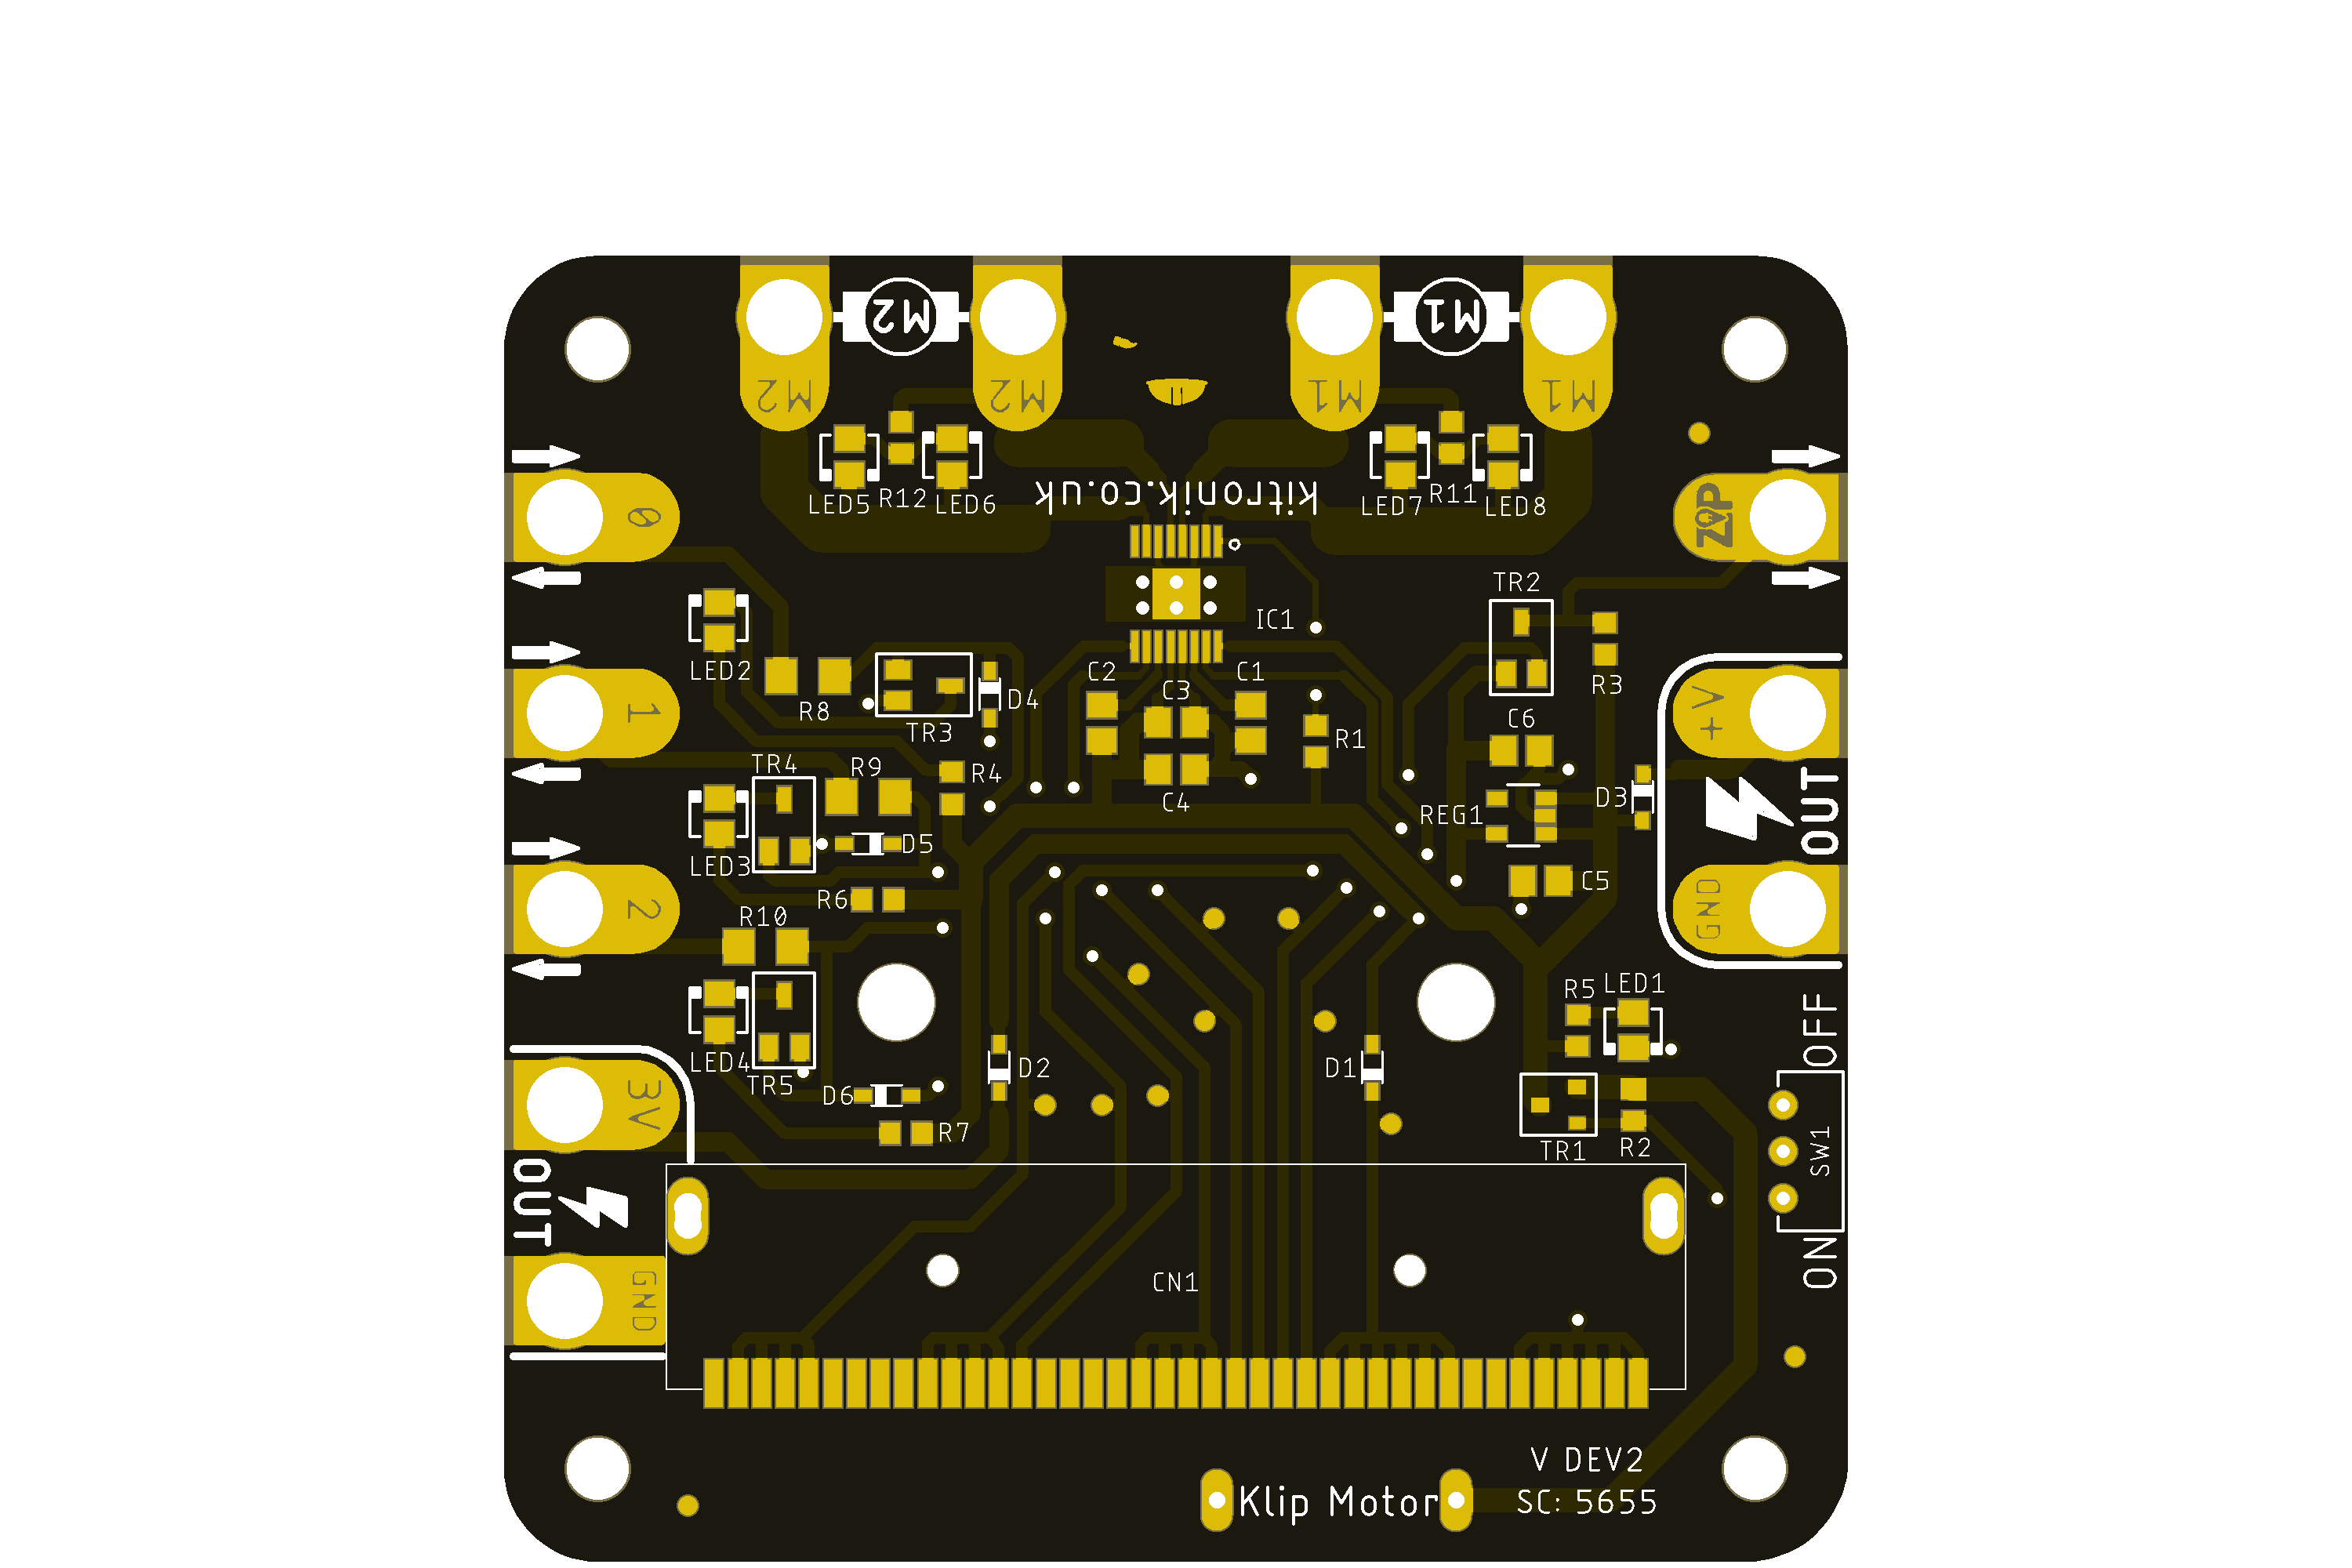 M2
M1
M2
M2
M1
M1
LED5
R12
LED6
kitronik.co.uk
LED7
R11
LED8
0
ZIP
IC1
TR2
LED2
R8
TR3
D4
C2
C3
C1
R3
1
V+
C6
R1
TR4
R9
R4
C4
REG1
D3
OUT
LED3
D5
R6
C5
2
GND
R10
R5
LED1
OFF
LED4
TR5
D6
D2
D1
3V
R7
TR1
R2
SW1
OUT
GND
CN1
ON
V DEV2
Klip Motor
SC: 5655